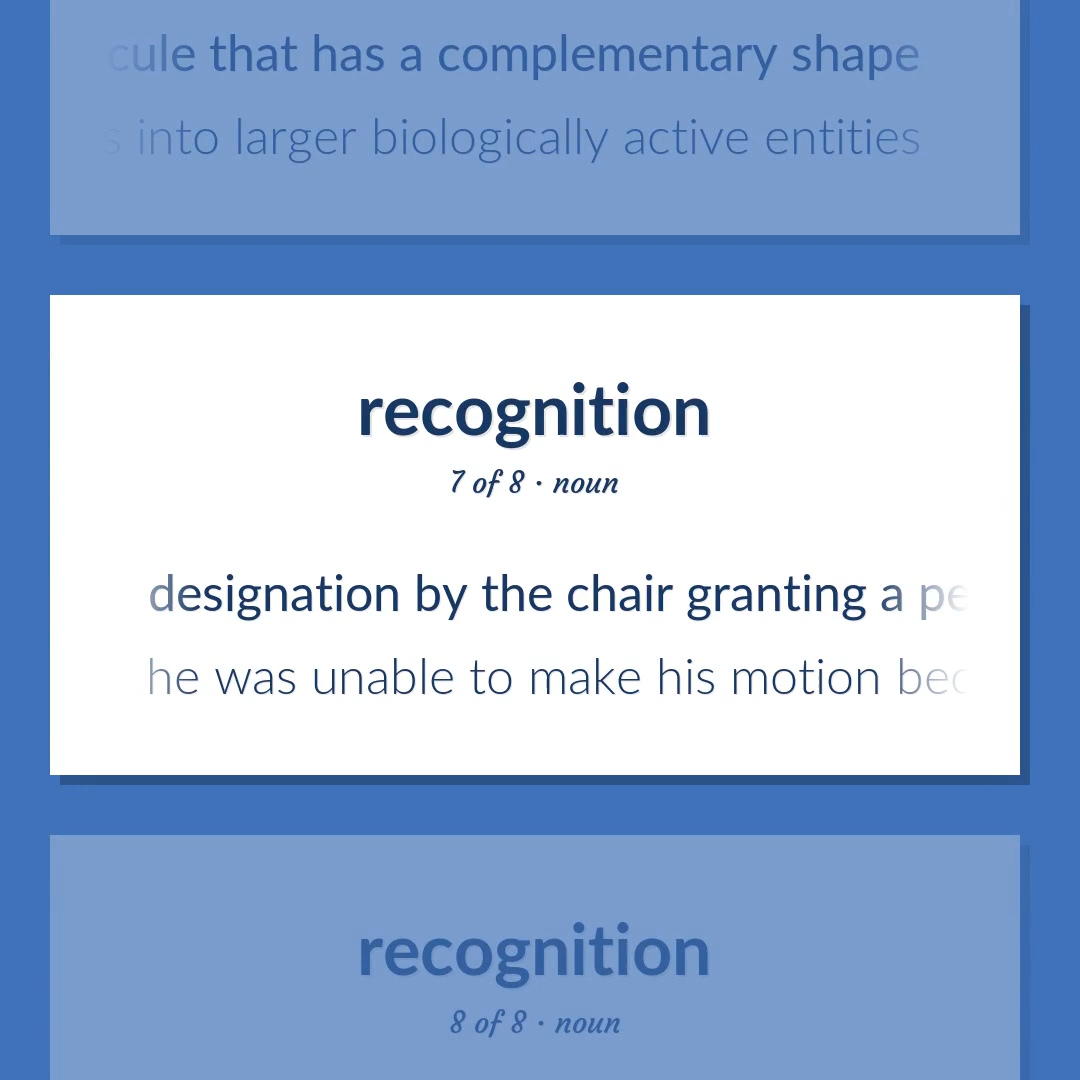 that has a complementary shape
into larger biologically active entities
recognition
7 of 8 · noun
designation by the chair granting a
he was unable to make his motion
recognition
8 of 8 · noun